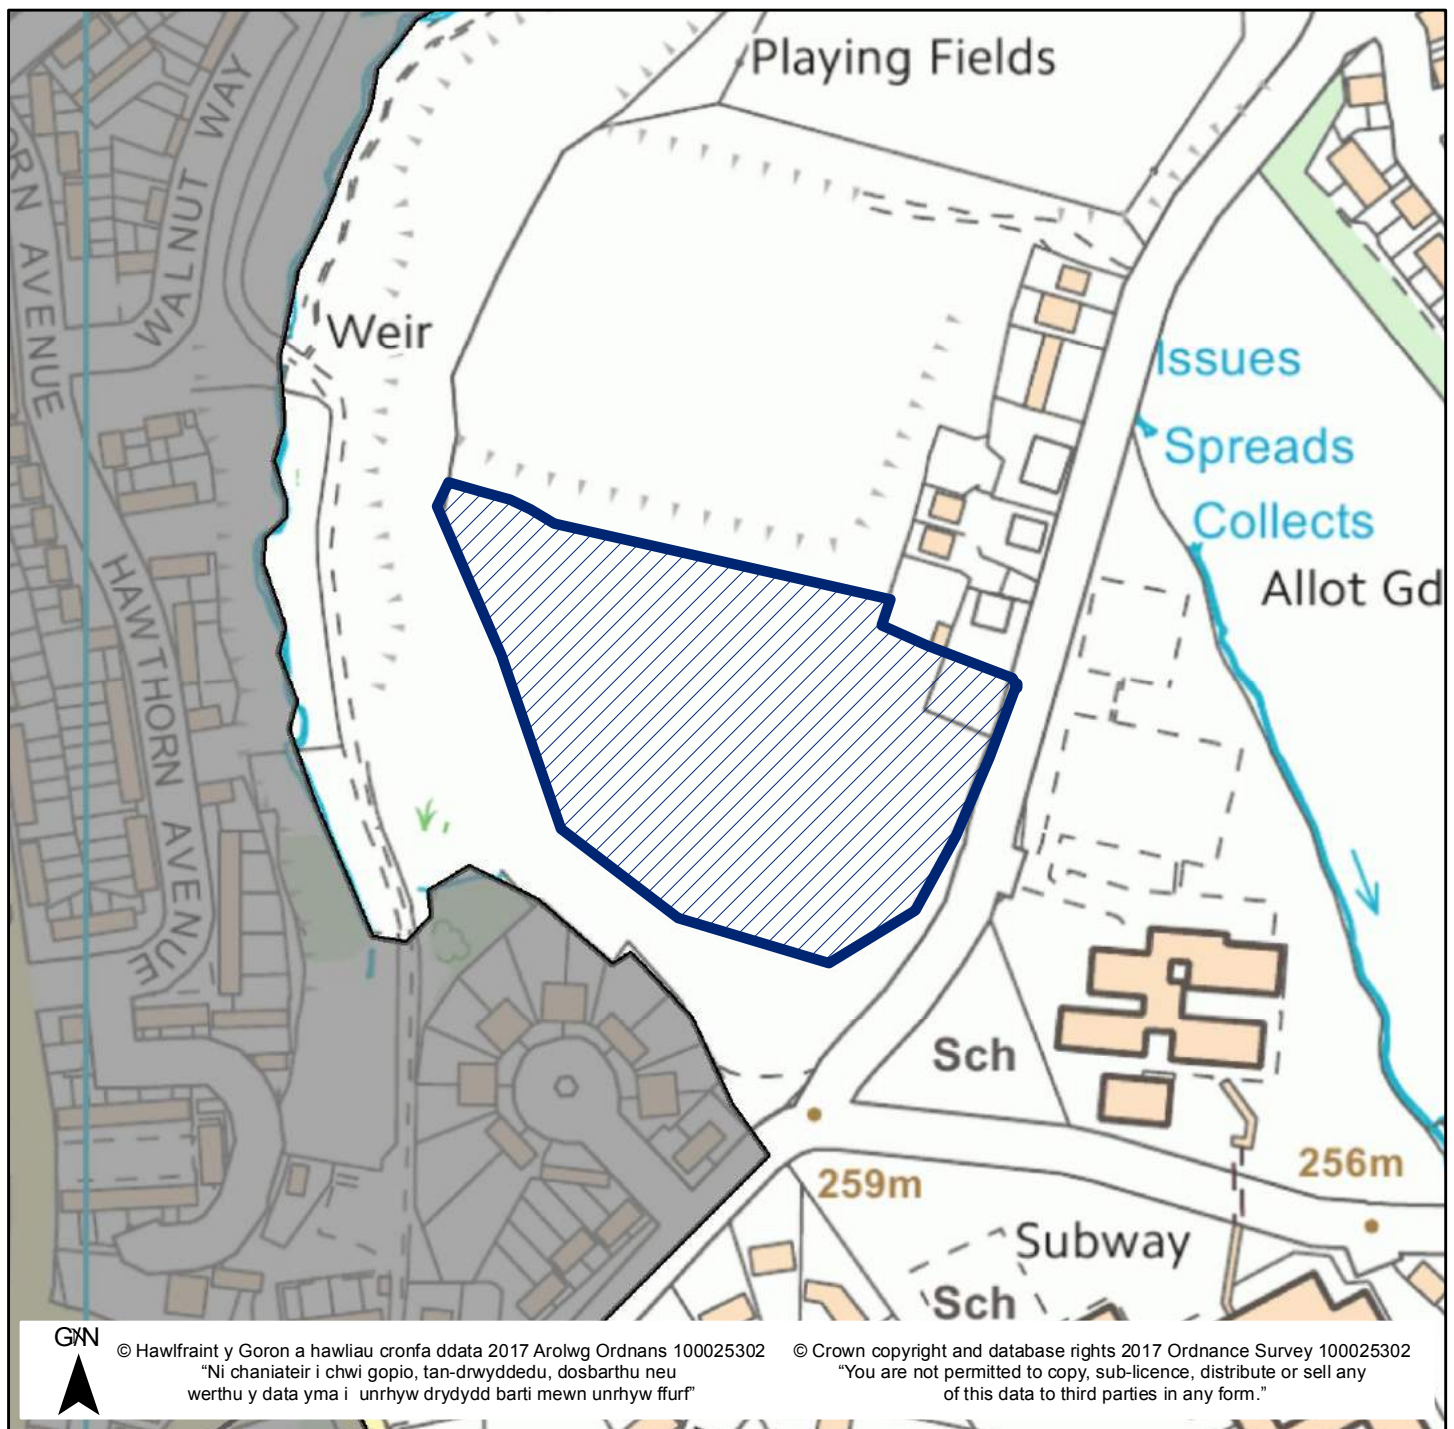 Playing Fields
WALNUT WAY
ORN AVENUE
Weir
Issues
Spreads
Collects
Allot Gd
HAWTHORN AVENUE
Sch
259m
256m
Subway
Sch
© Hawlfraint y Goron a hawliau cronfa ddata 2017 Arolwg Ordnans 100025302
“Ni chaniateir i chwi gopio, tan-drwyddedu, dosbarthu neu
werthu y data yma i unrhyw drydydd barti mewn unrhyw ffurf”
© Crown copyright and database rights 2017 Ordnance Survey 100025302
“You are not permitted to copy, sub-licence, distribute or sell any
of this data to third parties in any form.”